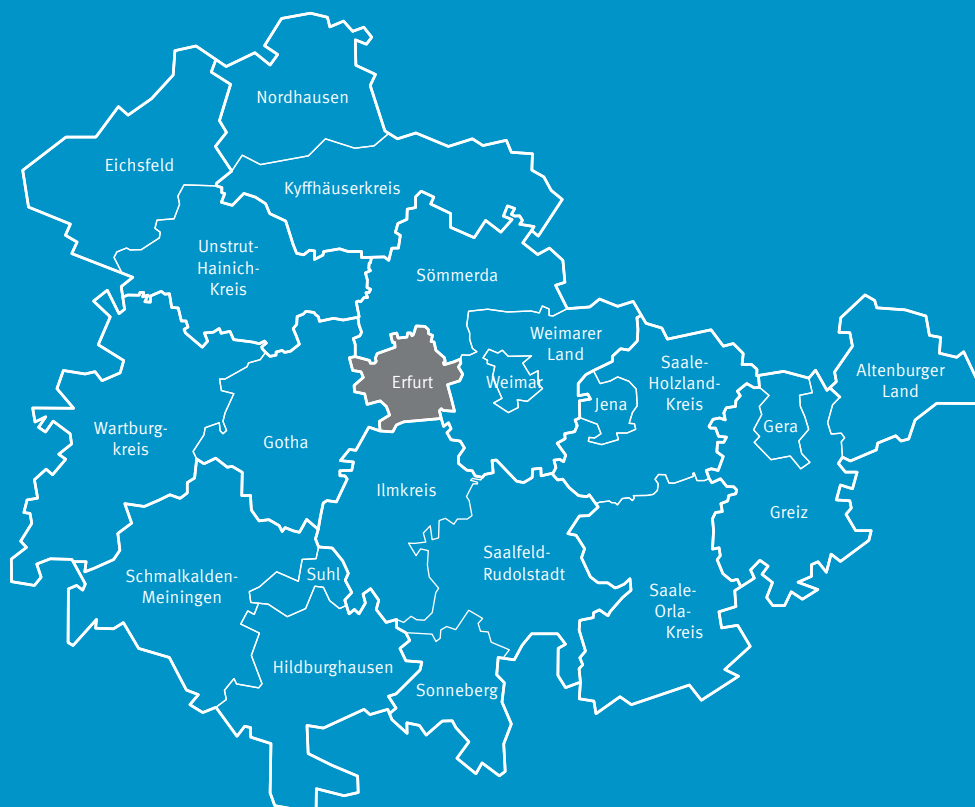 Nordhausen
Eichsfeld
Kyffhäuserkreis
Unstrut-
Hainich-
Kreis
Sömmerda
Weimarer
Land
Saale-
Holzland-
Kreis
Altenburger
Land
Erfurt
Weimar
Jena
Gera
Wartburg-
kreis
Gotha
Ilmkreis
Greiz
Saalfeld-
Rudolstadt
Schmalkalden-
Meiningen
Suhl
Saale-
Orla-
Kreis
Hildburghausen
Sonneberg